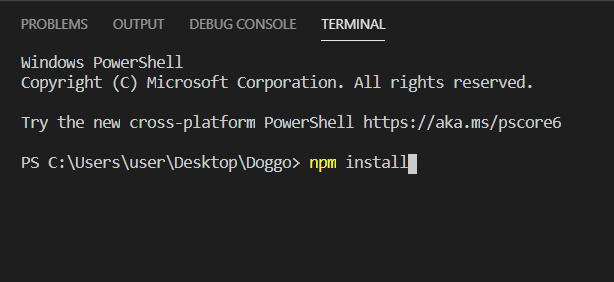 PROBLEMS OUTPUT DEBUG CONSOLE TERMINAL
Windows PowerShell
Copyright (C) Microsoft Corporation. All rights reserved.
Try the new cross-platform PowerShell https://aka.ms/pscore6
PS C:\Users\user\Desktop\Doggo> npm install